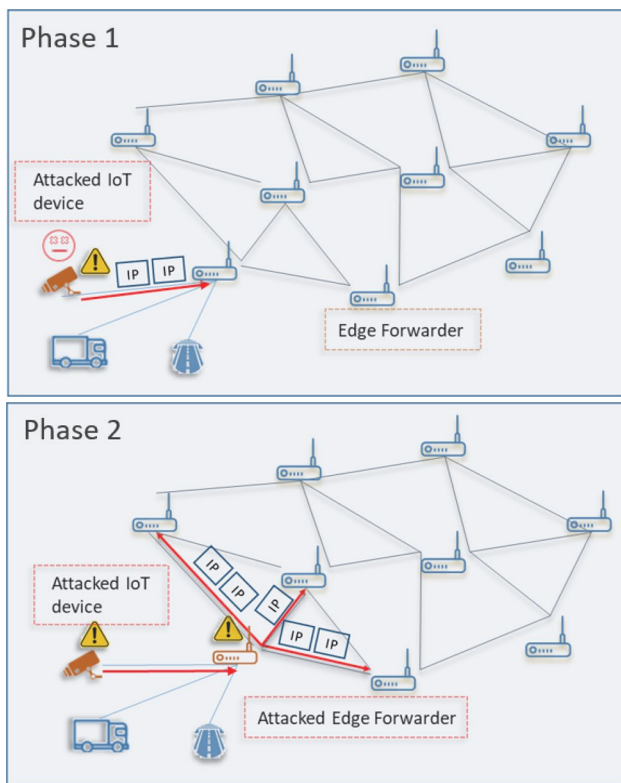 Phase 1
Attacked IoT
device
IP IP
Edge Forwarder
Phase 2
IP
IP
IP
Attacked IoT
device
IP IP
Attacked Edge Forwarder